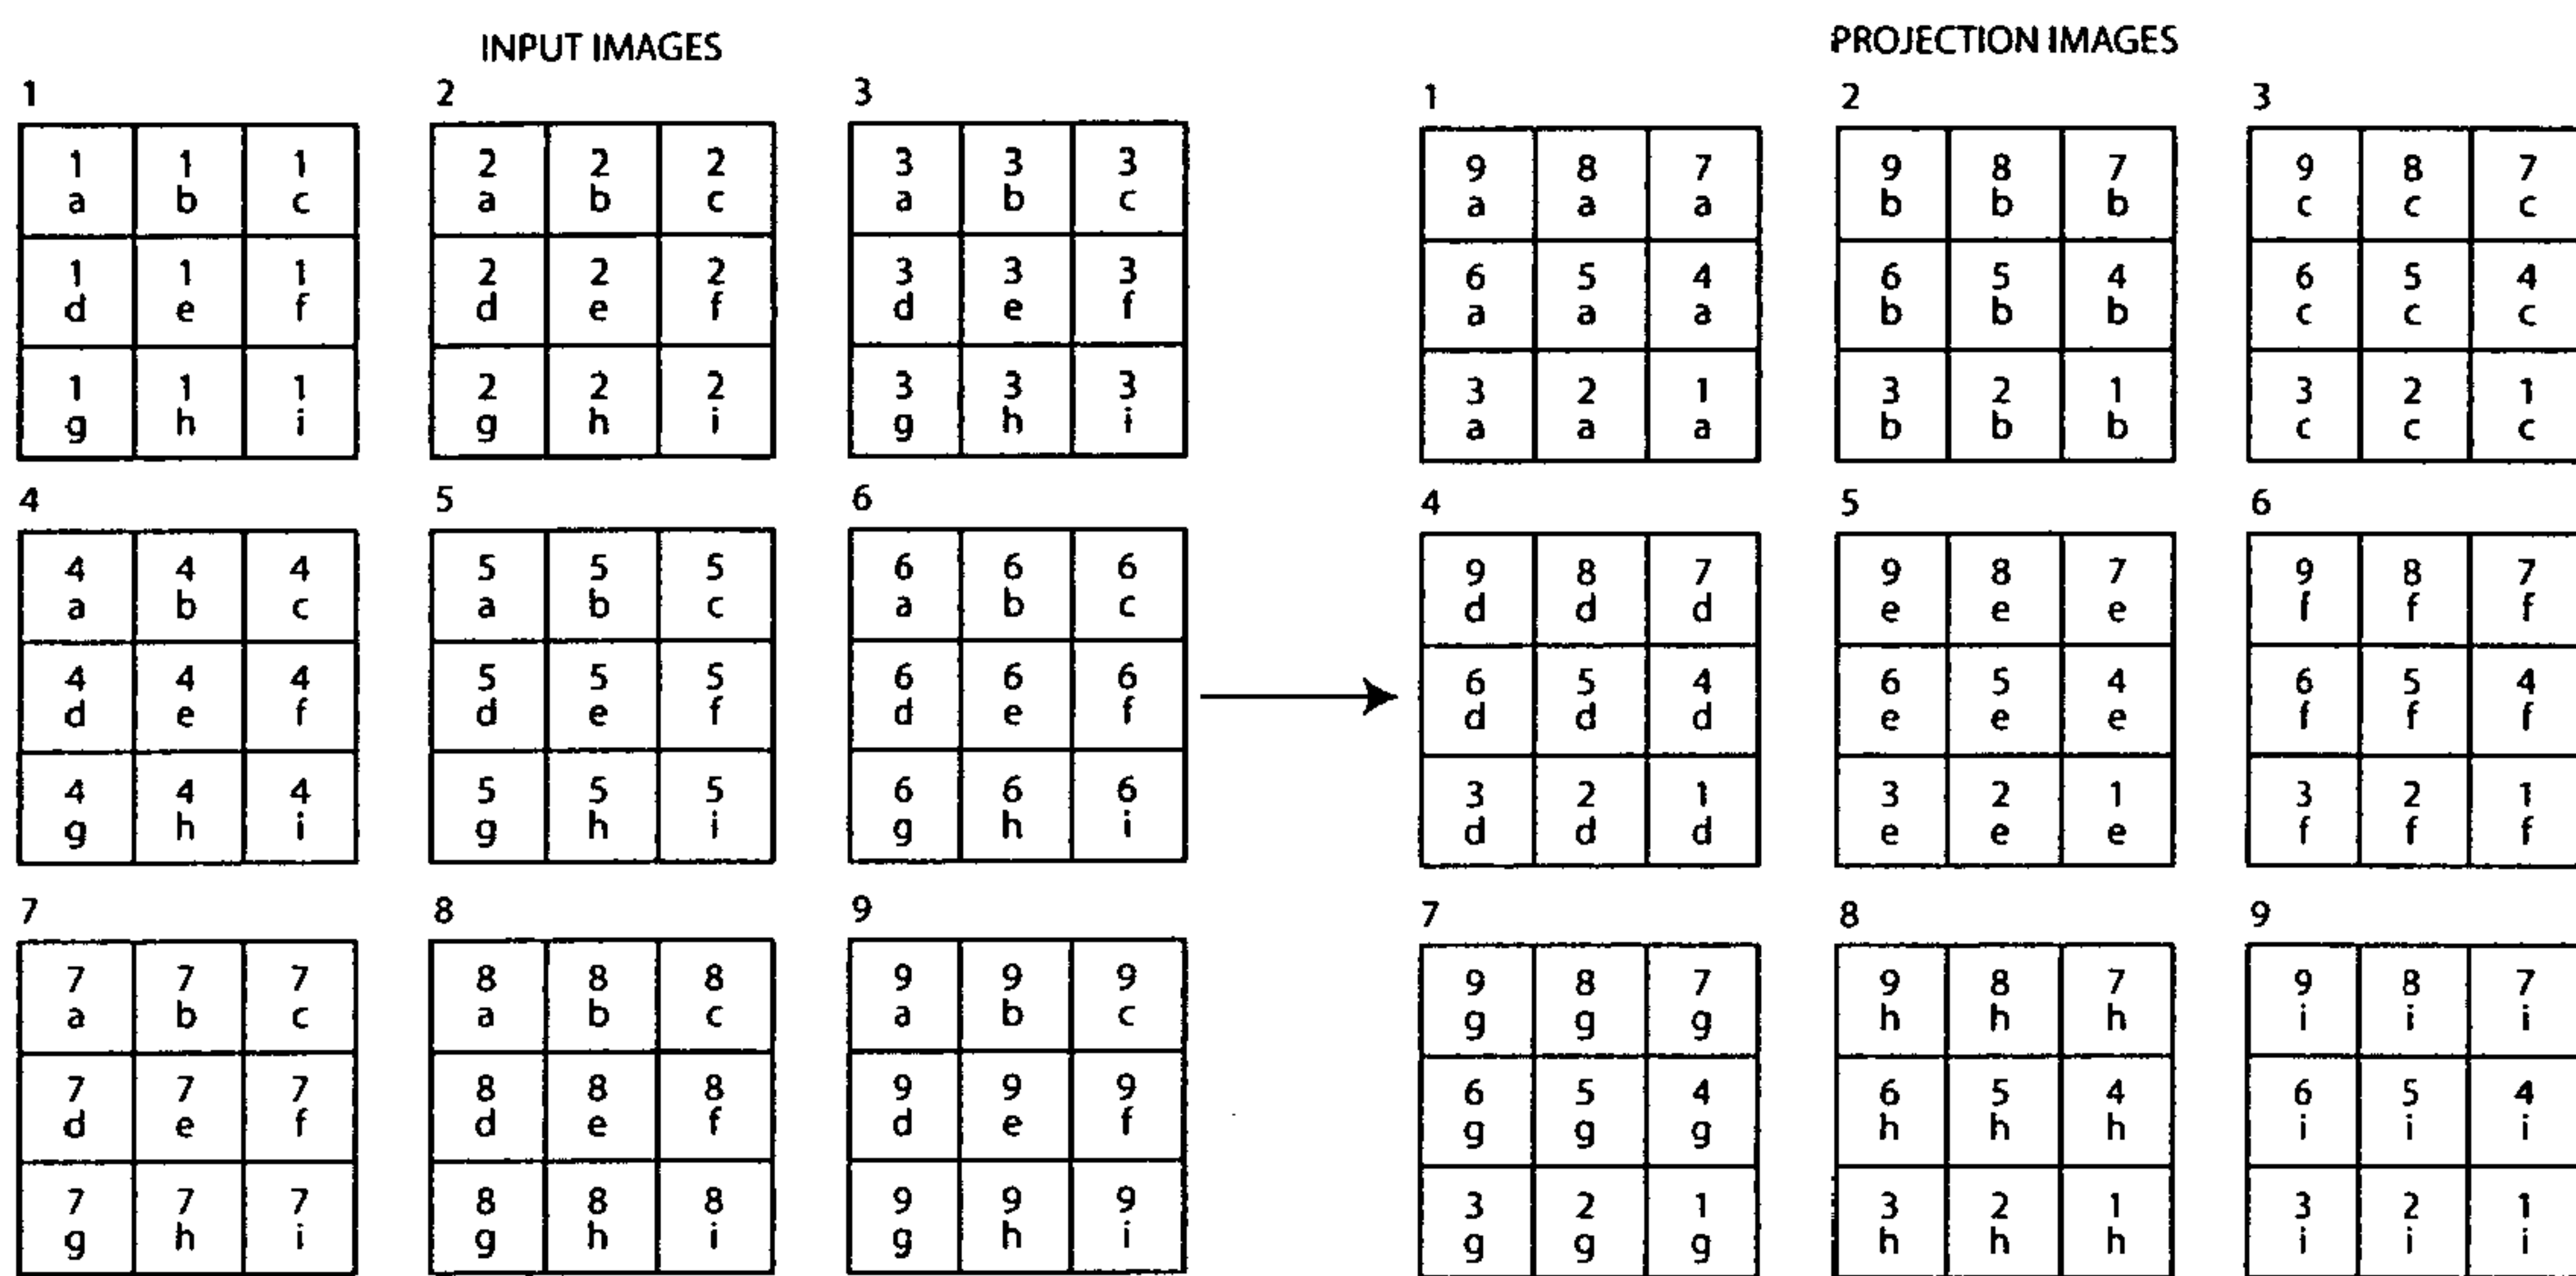 INPUT IMAGES
1 2 3
1 1 1 2 2 2 3 3 3
a b c a b c a b c
1 1 1 2 2 2 3 3 3
d e f d e f d e f
1 1 1 2 2 2 3 3 3
g h i g h i g h i
4 5 6
4 4 4 5 5 5 6 6 6
a b c a b c a b c
4 4 4 5 5 5 6 6 6
d e f d e f d e f
4 4 4 5 5 5 6 6 6
g h i g h i g h i
7 8 9
7 7 7 8 8 8 9 9 9
a b c a b c a b c
7 7 7 8 8 8 9 9 9
d e f d e f d e f
7 7 7 8 8 8 9 9 9
g h i g h i g h i
PROJECTION IMAGES
1 2 3
9 8 7 9 8 7 9 8 7
a a a b b b c c c
6 5 4 6 5 4 6 5 4
a a a b b b c c c
3 2 1 3 2 1 3 2 1
a a a b b b c c c
4 5 6
9 8 7 9 8 7 9 8 7
d d d e e e f f f
6 5 4 6 5 4 6 5 4
d d d e e e f f f
3 2 1 3 2 1 3 2 1
d d d e e e f f f
7 8 9
9 8 7 9 8 7 9 8 7
g g g h h h i i i
6 5 4 6 5 4 6 5 4
g g g h h h i i i
3 2 1 3 2 1 3 2 1
g g g h h h i i i